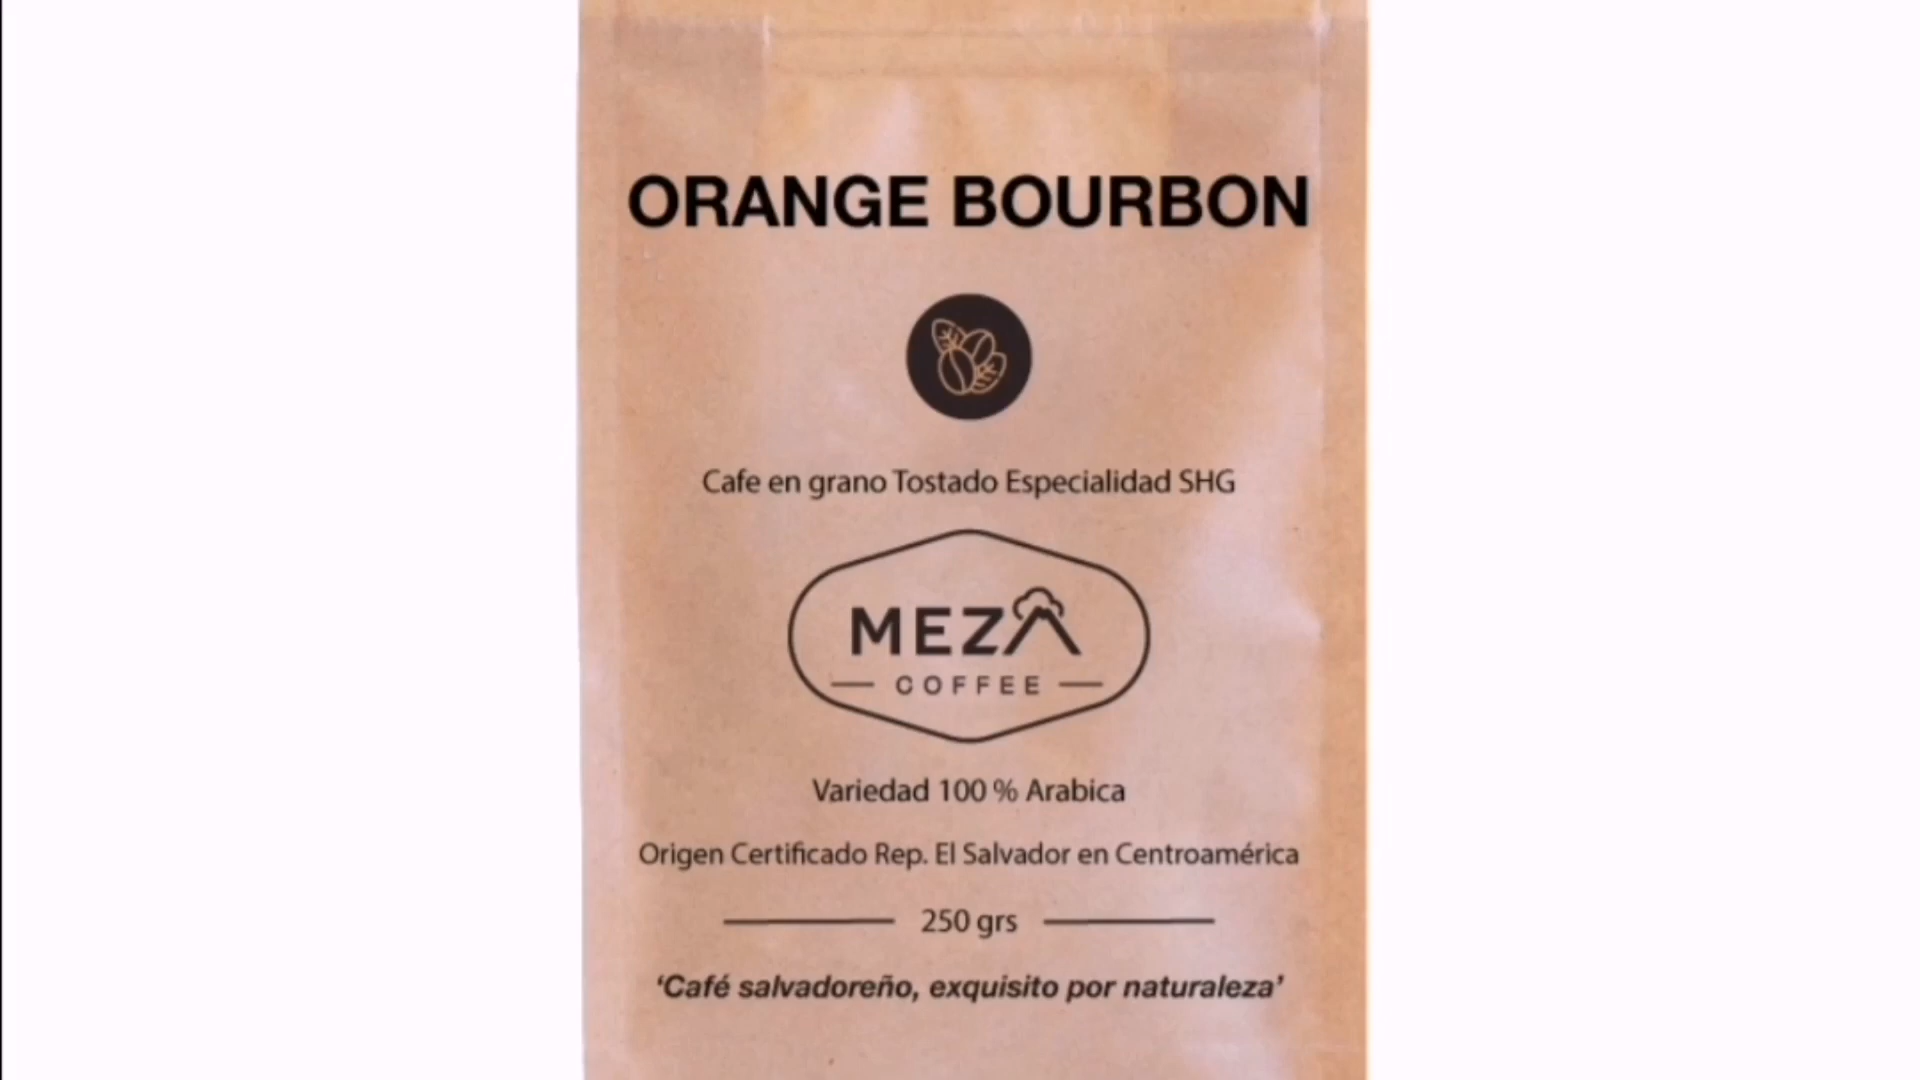 ORANGE BOURBON
Cafe en grano Tostado Especialidad SHG
MEZA
COFFEE
Variedad 100 % Arabica
Origen Certificado Rep. El Salvador en Centroamérica
250 grs
‘Café salvadoreño, exquisito por naturaleza’